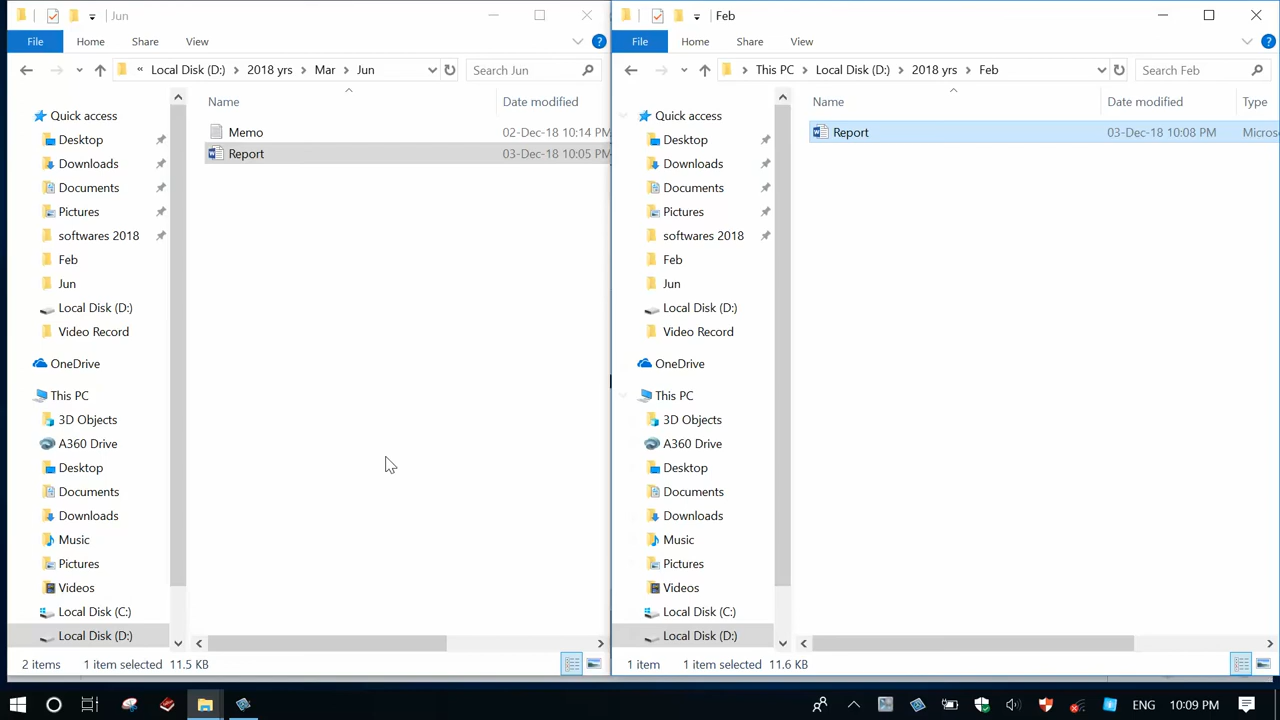 Jun
File Home Share View
« Local Disk (D:) 2018 yrs Mar Jun Search Jun
Name Date modified
Memo 02-Dec-18 10:14 PM
Report 03-Dec-18 10:05 PM
Quick access
Desktop
Downloads
Documents
Pictures
softwares 2018
Feb
Jun
Local Disk (D:)
Video Record
OneDrive
This PC
3D Objects
A360 Drive
Desktop
Documents
Downloads
Music
Pictures
Videos
Local Disk (C:)
Local Disk (D:)
2 items 1 item selected 11.5 KB
Feb
File Home Share View
This PC Local Disk (D:) 2018 yrs Feb Search Feb
Name Date modified Type
Report 03-Dec-18 10:08 PM Micros
Quick access
Desktop
Downloads
Documents
Pictures
softwares 2018
Feb
Jun
Local Disk (D:)
Video Record
OneDrive
This PC
3D Objects
A360 Drive
Desktop
Documents
Downloads
Music
Pictures
Videos
Local Disk (C:)
Local Disk (D:)
1 item 1 item selected 11.6 KB
ENG 10:09 PM